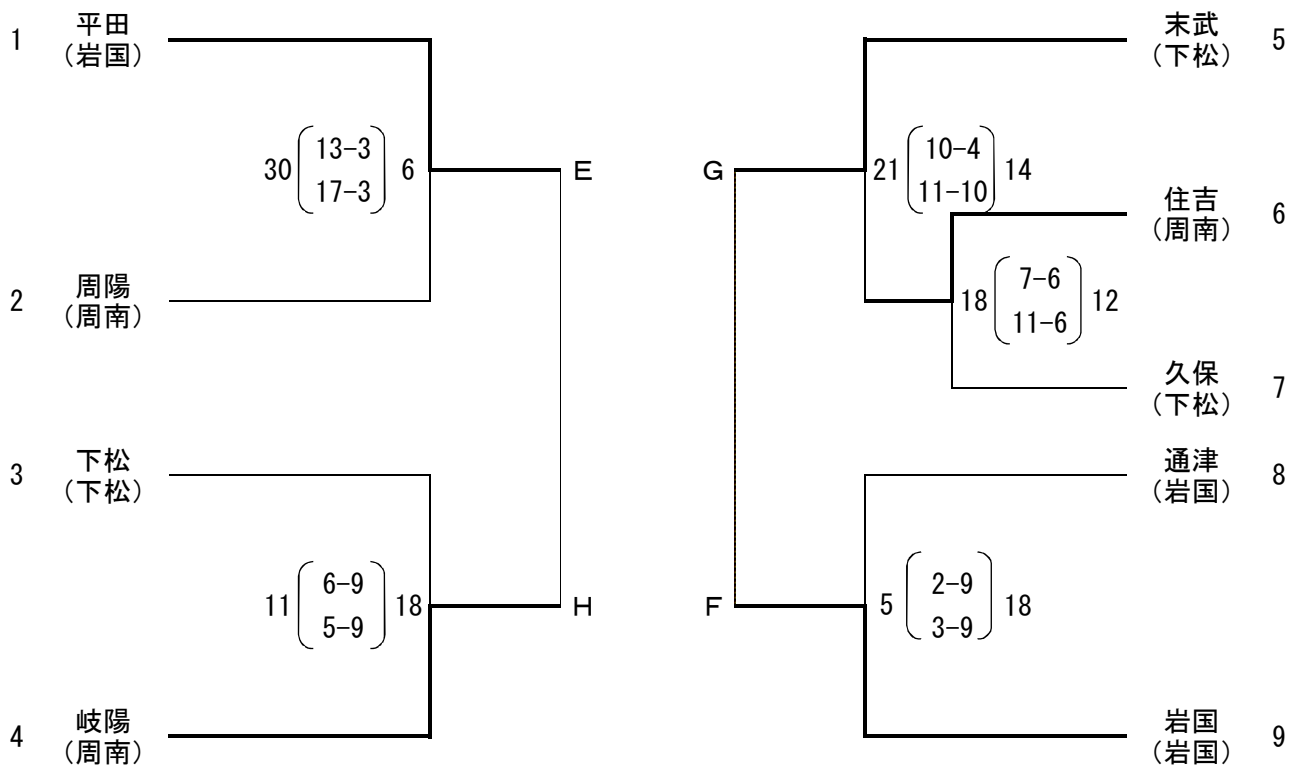 1 平田
(岩国)
30 13-3 6
17-3
E
2 周陽
(周南)
3 下松
(下松)
11 6-9 18
5-9
H
4 岐陽
(周南)
末武 5
(下松)
G
21 10-4 14
11-10
住吉 6
(周南)
18 7-6 12
11-6
久保 7
(下松)
通津 8
(岩国)
F
5 2-9 18
3-9
岩国 9
(岩国)